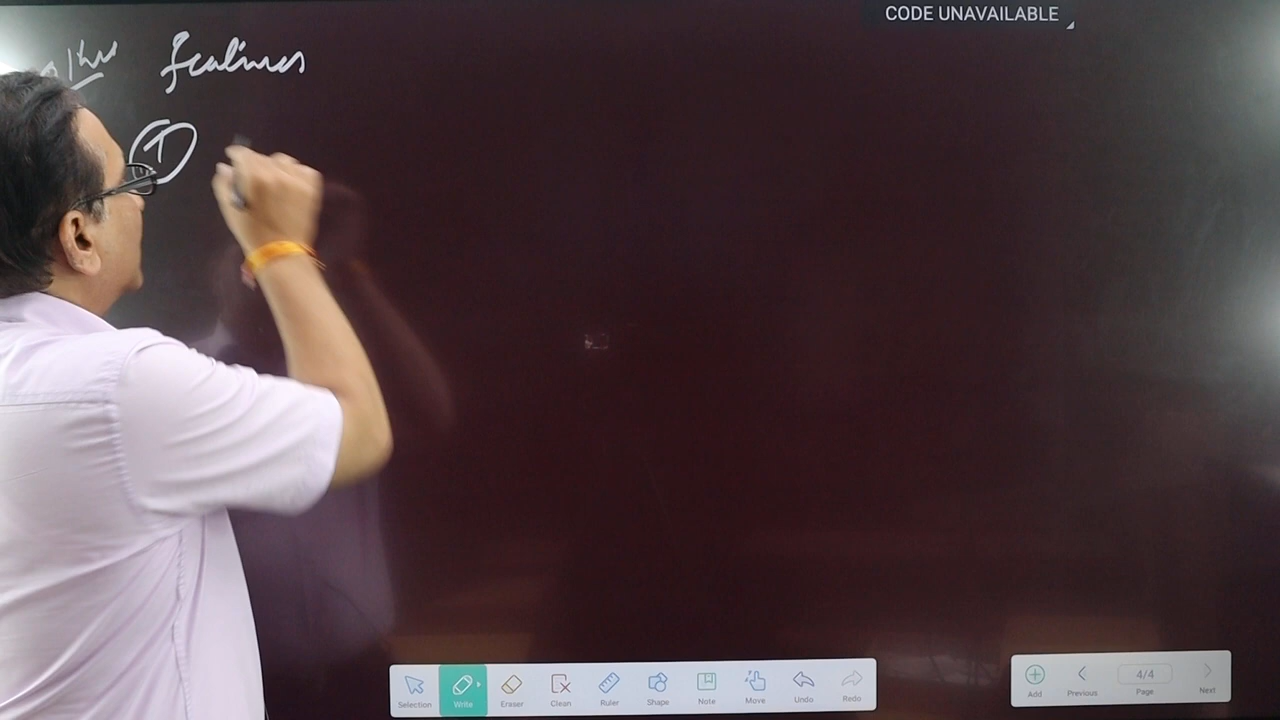 CODE UNAVAILABLE
features
1
Selection
Write
Eraser
Clean
Ruler
Shape
Note
Move
Undo
Redo
Add
Previous
4/4
Page
Next